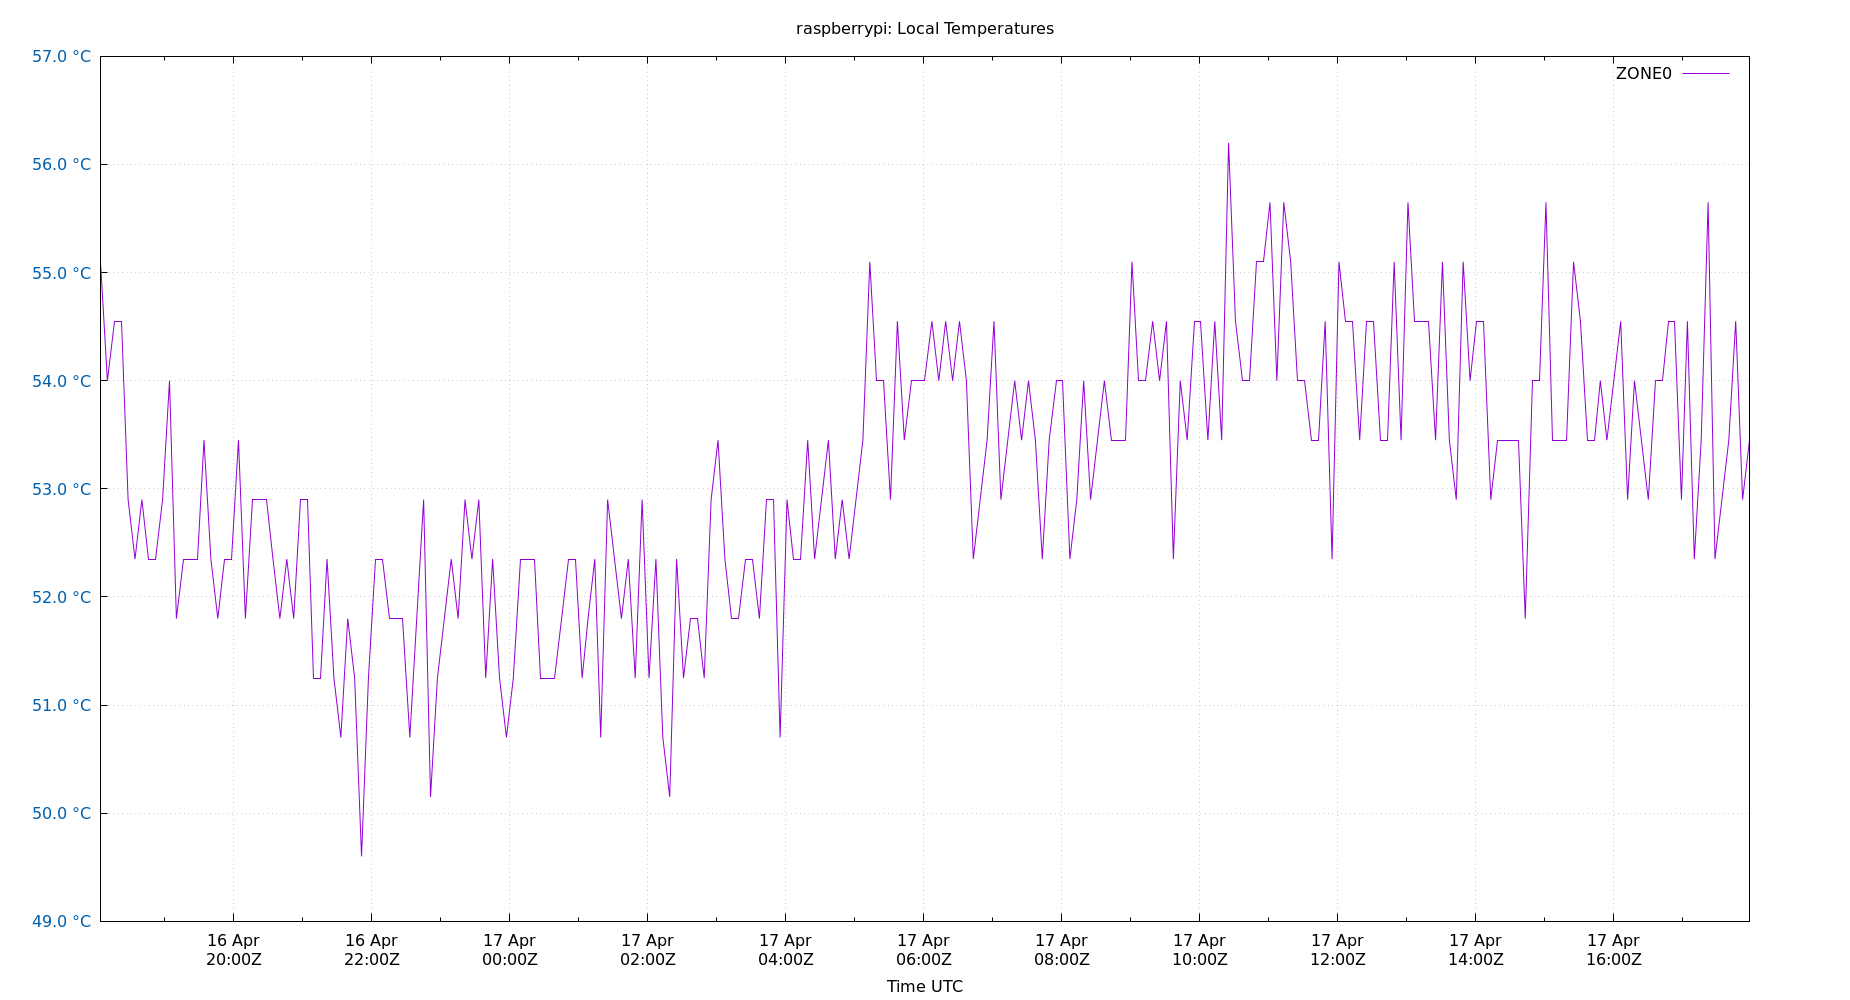 raspberrypi: Local Temperatures
57.0 °C
56.0 °C
55.0 °C
54.0 °C
53.0 °C
52.0 °C
51.0 °C
50.0 °C
49.0 °C
ZONE0
16 Apr
20:00Z
16 Apr
22:00Z
17 Apr
00:00Z
17 Apr
02:00Z
17 Apr
04:00Z
17 Apr
06:00Z
17 Apr
08:00Z
17 Apr
10:00Z
17 Apr
12:00Z
17 Apr
14:00Z
17 Apr
16:00Z
Time UTC